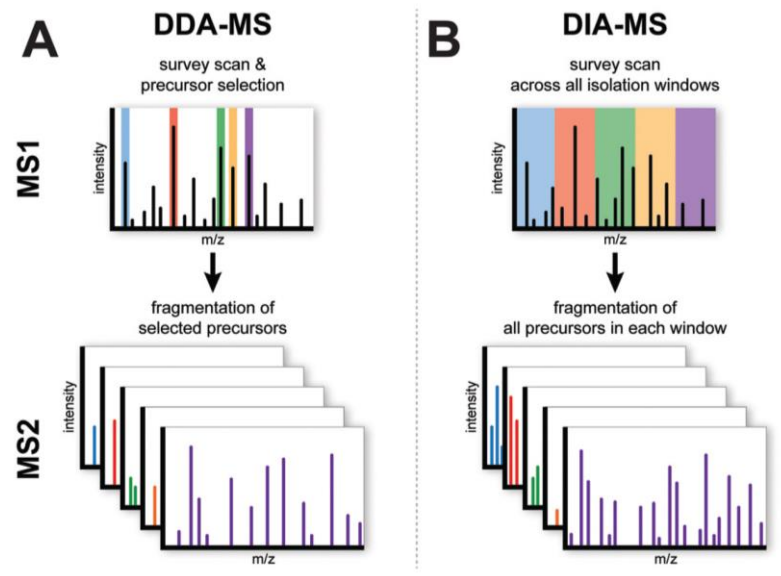 A
DDA-MS
survey scan &
precursor selection
MS1
intensity
m/z
fragmentation of
selected precursors
MS2
intensity
m/z
B
DIA-MS
survey scan
across all isolation windows
intensity
m/z
fragmentation of
all precursors in each window
intensity
m/z